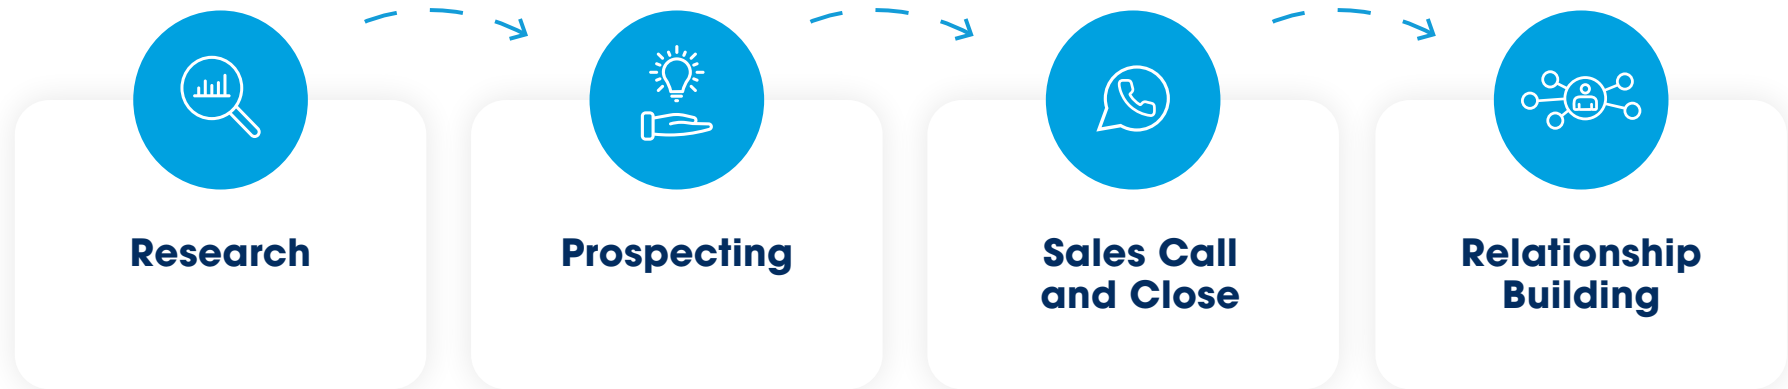 Research
Prospecting
Sales Call
and Close
Relationship
Building